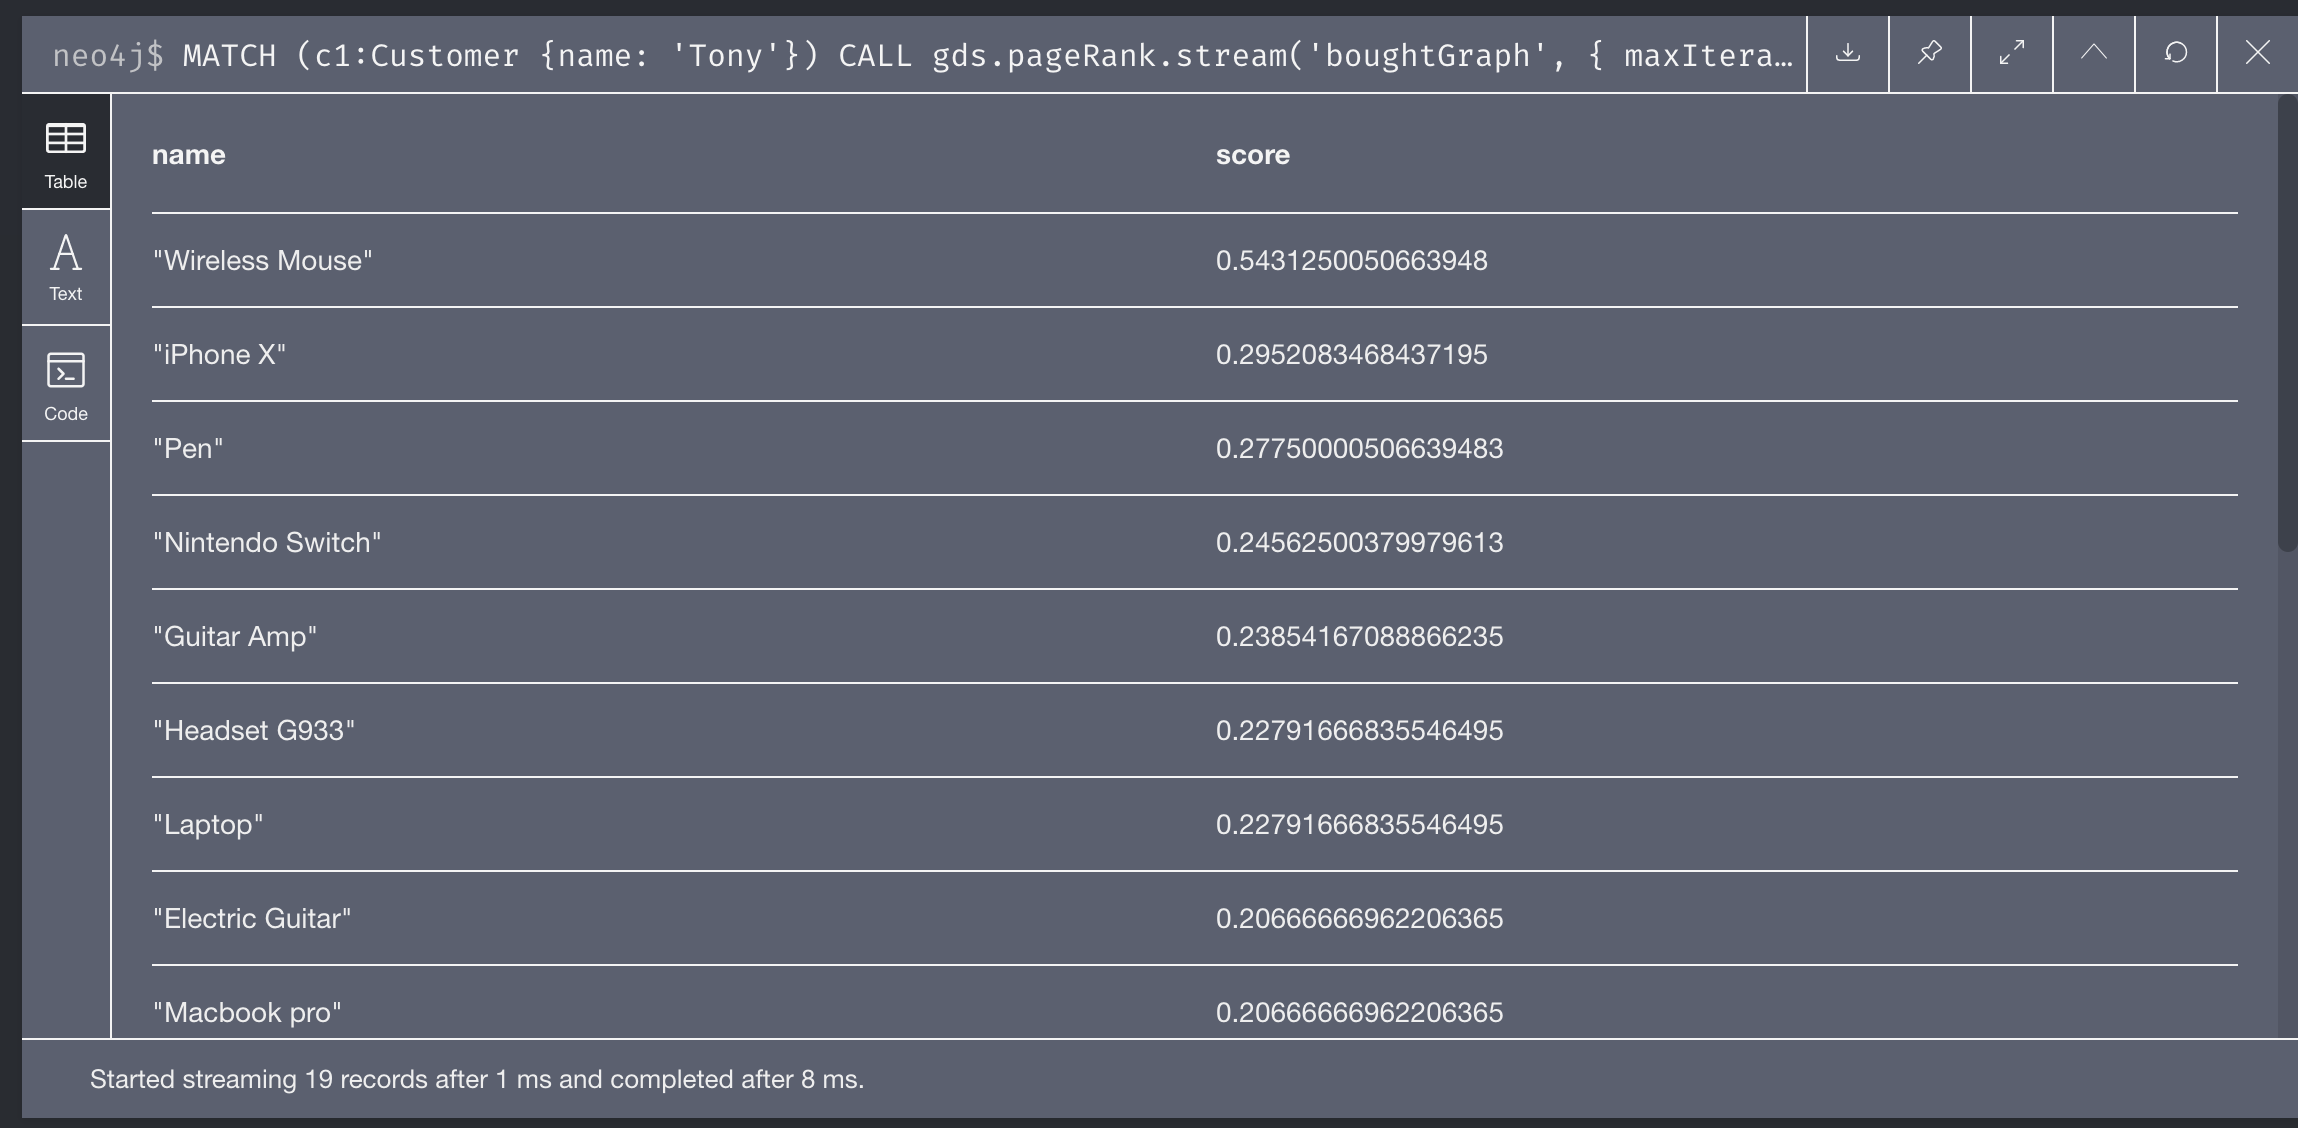 neo4j$ MATCH (c1:Customer {name: 'Tony'}) CALL gds.pageRank.stream('boughtGraph', { maxItera…
Table
Text
Code
name score
"Wireless Mouse" 0.5431250050663948
"iPhone X" 0.2952083468437195
"Pen" 0.27750000506639483
"Nintendo Switch" 0.24562500379979613
"Guitar Amp" 0.23854167088866235
"Headset G933" 0.22791666835546495
"Laptop" 0.22791666835546495
"Electric Guitar" 0.20666666962206365
"Macbook pro" 0.20666666962206365
Started streaming 19 records after 1 ms and completed after 8 ms.